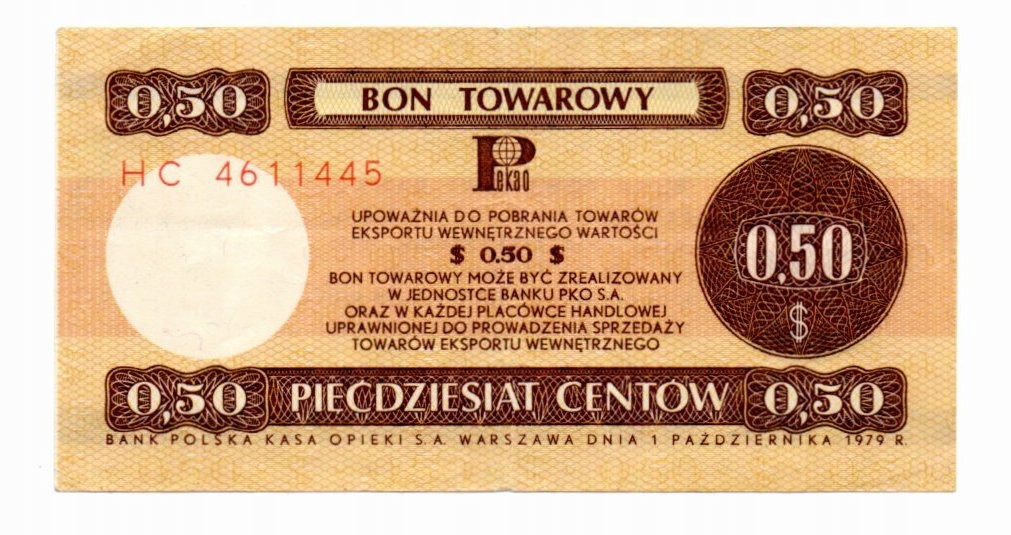 0,50 BON TOWAROWY 0,50
Pekao
HC 4611445
UPOWAŻNIA DO POBRANIA TOWARÓW
EKSPORTU WEWNĘTRZNEGO WARTOŚCI
$ 0.50 $
BON TOWAROWY MOŻE BYĆ ZREALIZOWANY
W JEDNOSTCE BANKU PKO S.A.
ORAZ W KAŻDEJ PLACÓWCE HANDLOWEJ
UPRAWNIONEJ DO PROWADZENIA SPRZEDAŻY
TOWARÓW EKSPORTU WEWNĘTRZNEGO
0,50
$
0,50 PIĘĆDZIESIĄT CENTÓW 0,50
BANK POLSKA KASA OPIEKI S.A. WARSZAWA DNIA 1 PAŹDZIERNIKA 1979 R.